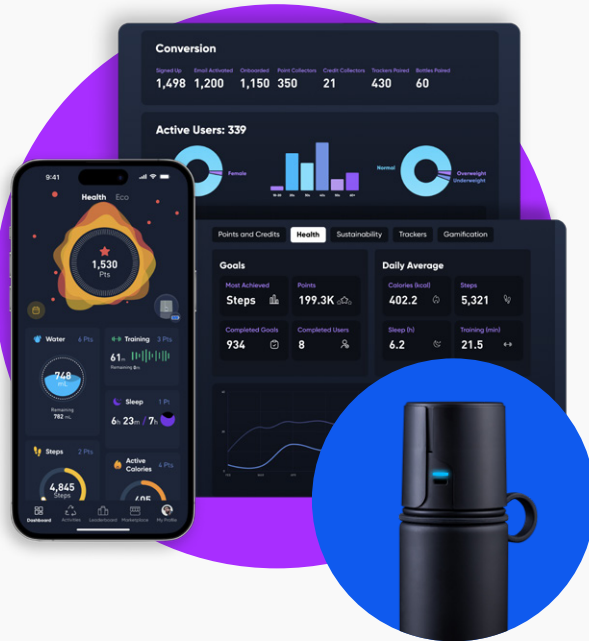 Conversion
Signed Up Email Activated Onboarded Point Collectors Credit Collectors Trackers Paired Bottles Paired
1,498 1,200 1,150 350 21 430 60
Active Users: 339
Female
Normal
Overweight
Underweight
Points and Credits Health Sustainability Trackers Gamification
Goals
Most Achieved
Steps
Points
199.3K
Completed Goals
934
Completed Users
8
Daily Average
Calories (kcal)
402.2
Steps
5,321
Sleep (h)
6.2
Training (min)
21.5
9:41
Health Eco
1,530
Pts
Water 6 Pts
748
mL
Remaining
782 mL
Training 3 Pts
61m
Remaining 0m
Sleep 1 Pt
6h 23m / 7h
Steps 2 Pts
4,845
Steps
Active
Calories 4 Pts
495
Dashboard Activities Leaderboard Marketplace My Profile